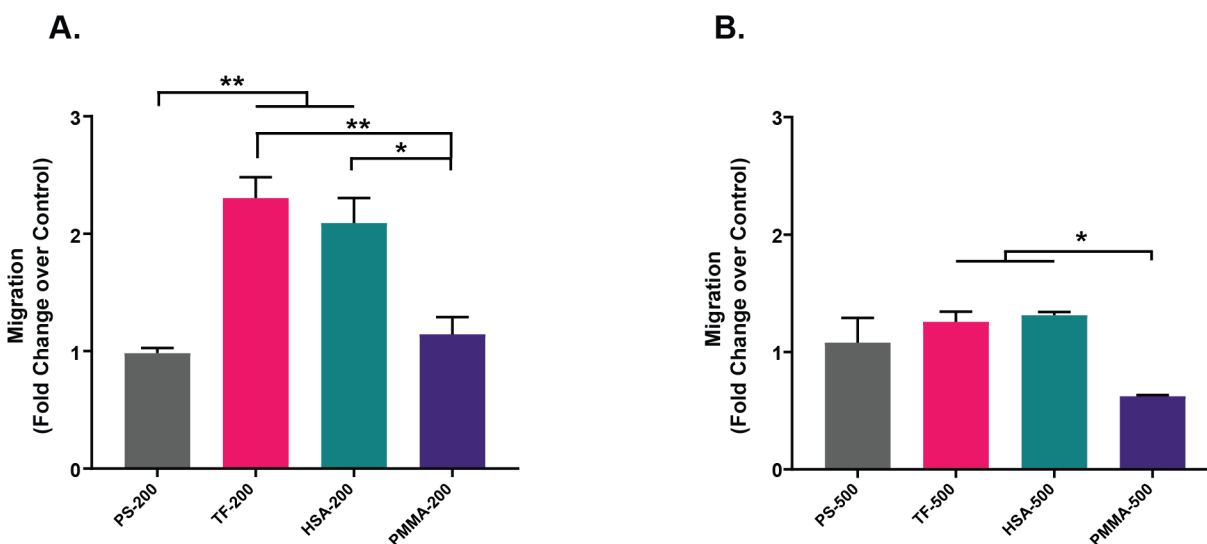 A.
**
**
*
Migration
(Fold Change over Control)
3
2
1
0
PS-200
TF-200
HSA-200
PMMA-200
B.
*
Migration
(Fold Change over Control)
3
2
1
0
PS-500
TF-500
HSA-500
PMMA-500